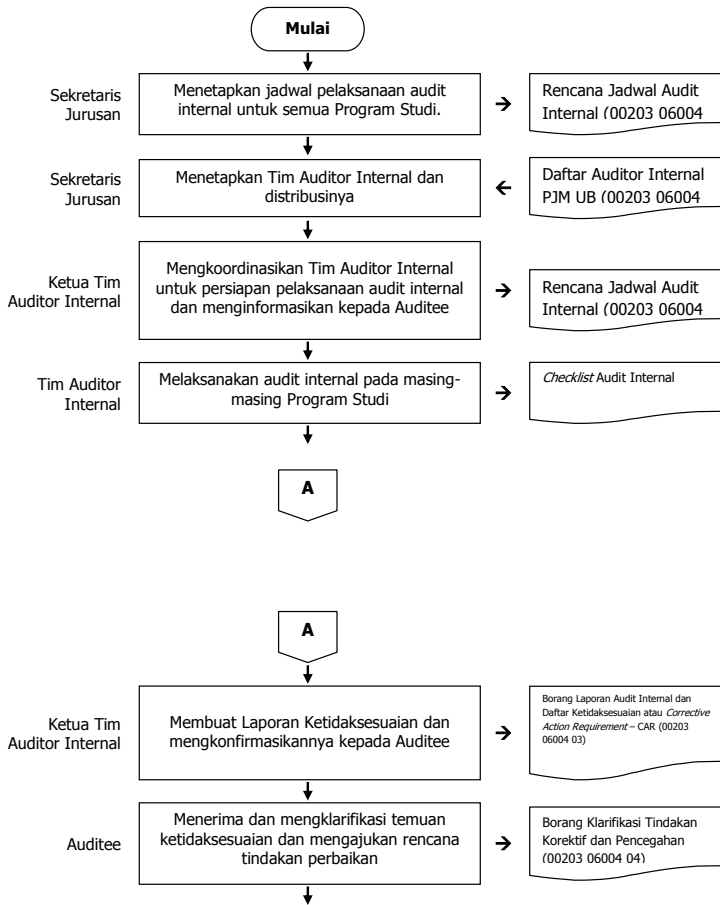 Mulai
Sekretaris
Jurusan
Menetapkan jadwal pelaksanaan audit
internal untuk semua Program Studi.
Rencana Jadwal Audit
Internal (00203 06004
Sekretaris
Jurusan
Menetapkan Tim Auditor Internal dan
distribusinya
Daftar Auditor Internal
PJM UB (00203 06004
Ketua Tim
Auditor Internal
Mengkoordinasikan Tim Auditor Internal
untuk persiapan pelaksanaan audit internal
dan menginformasikan kepada Auditee
Rencana Jadwal Audit
Internal (00203 06004
Tim Auditor
Internal
Melaksanakan audit internal pada masing-
masing Program Studi
Checklist Audit Internal
A
A
Ketua Tim
Auditor Internal
Membuat Laporan Ketidaksesuaian dan
mengkonfirmasikannya kepada Auditee
Borang Laporan Audit Internal dan
Daftar Ketidaksesuaian atau Corrective
Action Requirement – CAR (00203
06004 03)
Auditee
Menerima dan mengklarifikasi temuan
ketidaksesuaian dan mengajukan rencana
tindakan perbaikan
Borang Klarifikasi Tindakan
Korektif dan Pencegahan
(00203 06004 04)